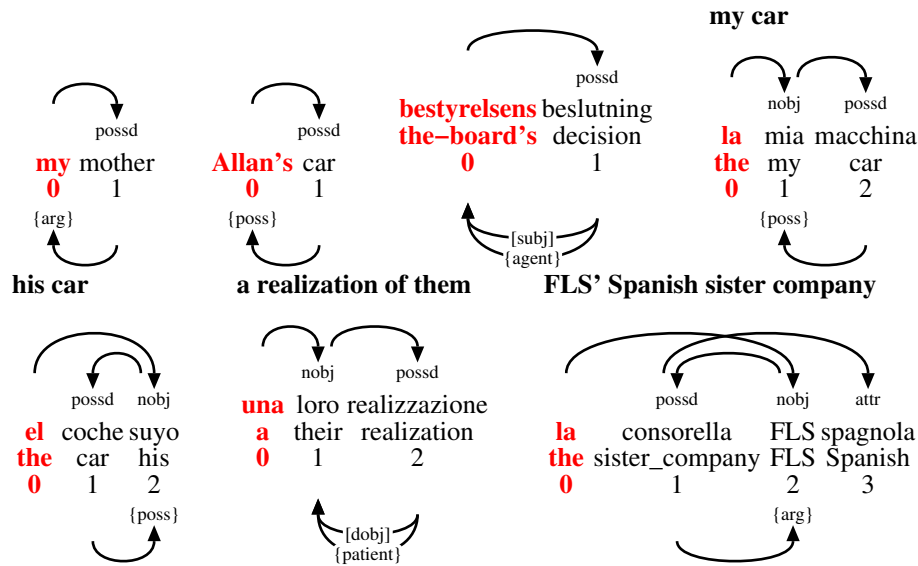 my car
possd
my mother
my mother
0 1
{arg}
possd
Allan's car
0 1
{poss}
possd
bestyrelsens beslutning
the–board's decision
0 1
[subj]
{agent}
nobj possd
la mia macchina
the my car
0 1 2
{poss}
his car
a realization of them
FLS' Spanish sister company
possd nobj
el coche suyo
the car his
0 1 2
{poss}
nobj possd
una loro realizzazione
a their realization
0 1 2
[dobj]
{patient}
possd nobj attr
la consorella FLS spagnola
the sister_company FLS Spanish
0 1 2 3
{arg}